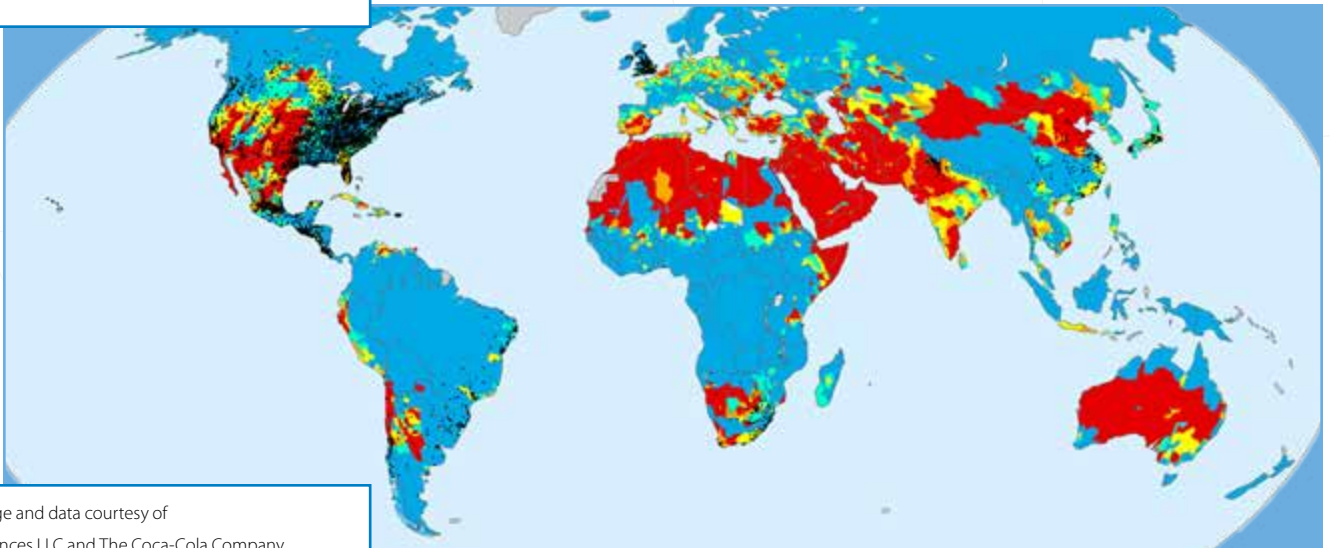 ge and data courtesy of
nces LLC and The Coca-Cola Company